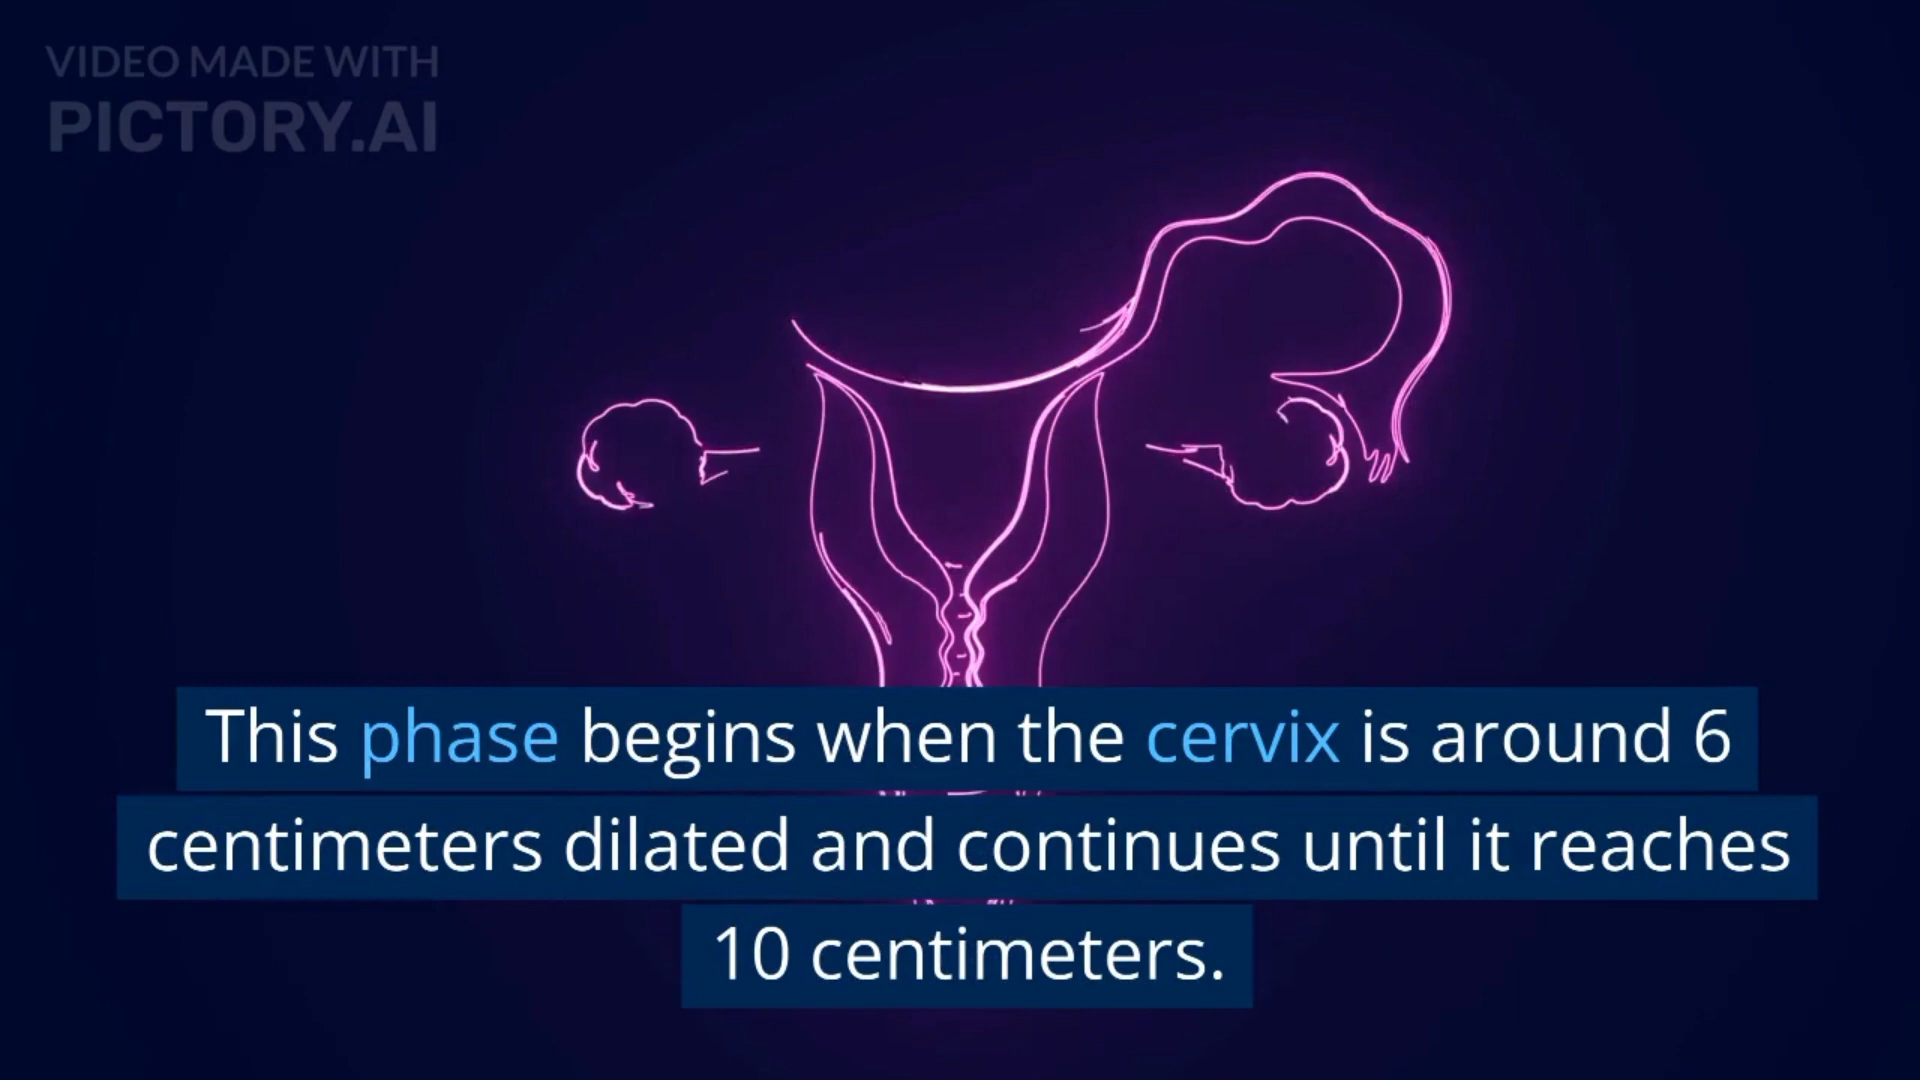 VIDEO MADE WITH
PICTORY.AI
This phase begins when the cervix is around 6
centimeters dilated and continues until it reaches
10 centimeters.